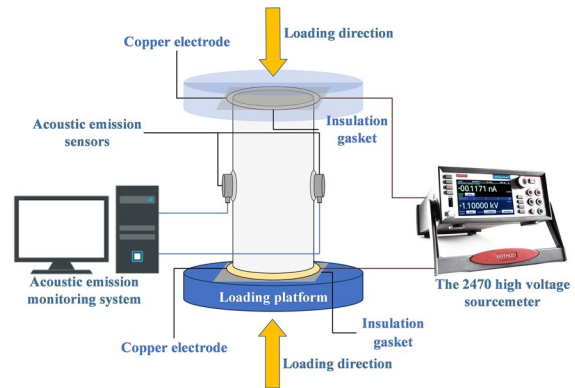 Loading direction
Copper electrode
Acoustic emission
sensors
Insulation
gasket
KEITHLEY
-00.1171 nA
+1.10000 kV
Acoustic emission
monitoring system
Loading platform
The 2470 high voltage
sourcemeter
Copper electrode
Insulation
gasket
Loading direction